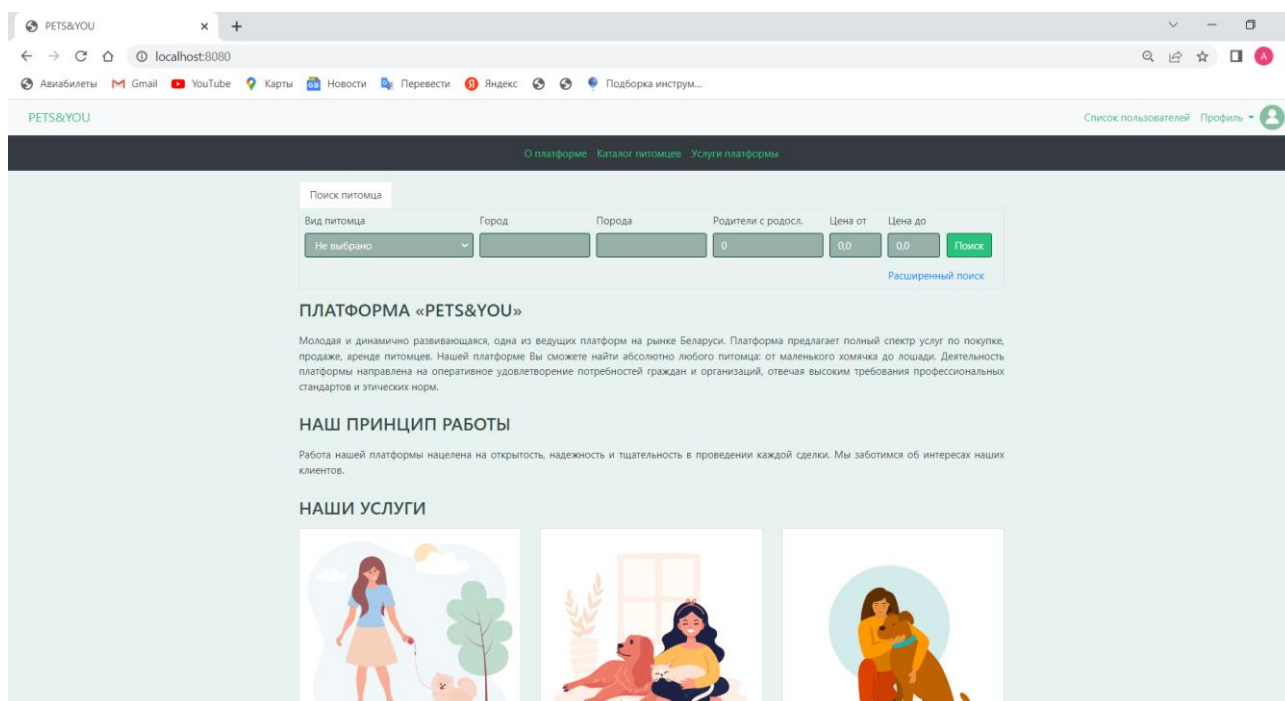 PETS&YOU
localhost:8080
A
Авиабилеты Gmail YouTube Карты Новости Перевести Яндекс Подборка инструм...
PETS&YOU Список пользователей Профиль
О платформе Каталог питомцев Услуги платформы
Поиск питомца
Вид питомца Город Порода Родители с родосл. Цена от Цена до
Не выбрано 0 0,0 0,0 Поиск
Расширенный поиск
ПЛАТФОРМА «PETS&YOU»
Молодая и динамично развивающаяся, одна из ведущих платформ на рынке Беларуси. Платформа предлагает полный спектр услуг по покупке,
продаже, аренде питомцев. Нашей платформе Вы сможете найти абсолютно любого питомца: от маленького хомячка до лошади. Деятельность
платформы направлена на оперативное удовлетворение потребностей граждан и организаций, отвечая высоким требования профессиональных
стандартов и этических норм.
НАШ ПРИНЦИП РАБОТЫ
Работа нашей платформы нацелена на открытость, надежность и тщательность в проведении каждой сделки. Мы заботимся об интересах наших
клиентов.
НАШИ УСЛУГИ